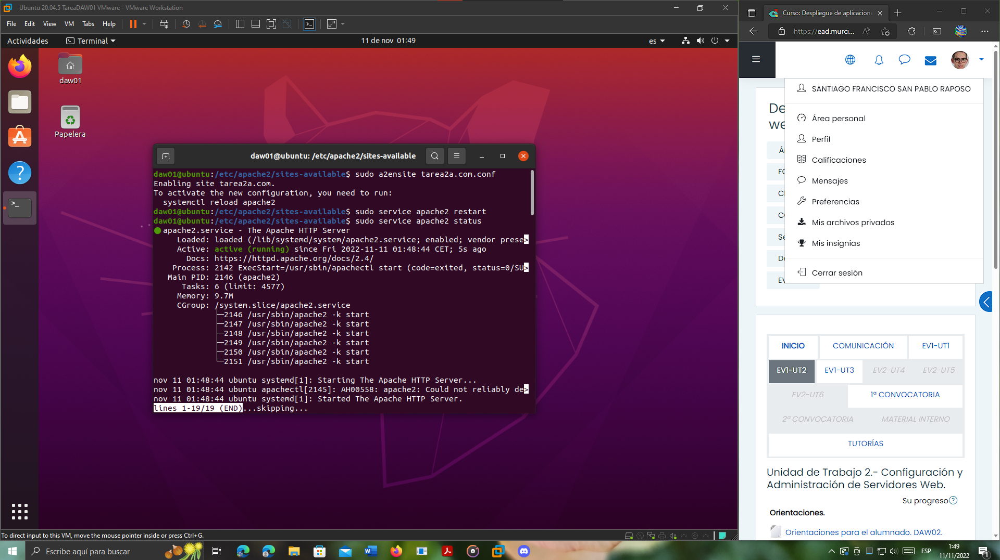 Ubuntu 20.04.5 TareaDAW01 VMware - VMware Workstation
File Edit View VM Tabs Help
Actividades
Terminal
11 de nov 01:49
es
daw01
Papelera
daw01@ubuntu: /etc/apache2/sites-available
daw01@ubuntu:/etc/apache2/sites-available$ sudo a2ensite tarea2a.com.conf
Enabling site tarea2a.com.
To activate the new configuration, you need to run:
  systemctl reload apache2
daw01@ubuntu:/etc/apache2/sites-available$ sudo service apache2 restart
daw01@ubuntu:/etc/apache2/sites-available$ sudo service apache2 status
● apache2.service - The Apache HTTP Server
Loaded: loaded (/lib/systemd/system/apache2.service; enabled; vendor prese>
Active: active (running) since Fri 2022-11-11 01:48:44 CET; 5s ago
Docs: https://httpd.apache.org/docs/2.4/
Process: 2142 ExecStart=/usr/sbin/apachectl start (code=exited, status=0/SU>
Main PID: 2146 (apache2)
Tasks: 6 (limit: 4577)
Memory: 9.7M
CGroup: /system.slice/apache2.service
├─2146 /usr/sbin/apache2 -k start
├─2147 /usr/sbin/apache2 -k start
├─2148 /usr/sbin/apache2 -k start
├─2149 /usr/sbin/apache2 -k start
├─2150 /usr/sbin/apache2 -k start
└─2151 /usr/sbin/apache2 -k start
nov 11 01:48:44 ubuntu systemd[1]: Starting The Apache HTTP Server...
nov 11 01:48:44 ubuntu apachectl[2145]: AH00558: apache2: Could not reliably de>
nov 11 01:48:44 ubuntu systemd[1]: Started The Apache HTTP Server.
lines 1-19/19 (END)...skipping...
To direct input to this VM, move the mouse pointer inside or press Ctrl+G.
Curso: Despliegue de aplicacione
https://ead.murci...
SANTIAGO FRANCISCO SAN PABLO RAPOSO
Área personal
Perfil
Calificaciones
Mensajes
Preferencias
Mis archivos privados
Mis insignias
Cerrar sesión
De
we
Á
FO
CI
CC
Se
Do
EV
INICIO
COMUNICACIÓN
EV1-UT1
EV1-UT2
EV1-UT3
EV2-UT4
EV2-UT5
EV2-UT6
1ª CONVOCATORIA
2ª CONVOCATORIA
MATERIAL INTERNO
TUTORÍAS
Unidad de Trabajo 2.- Configuración y
Administración de Servidores Web.
Su progreso
Orientaciones.
Orientaciones para el alumnado. DAW02.
Escribe aquí para buscar
ESP
1:49
11/11/2022
1